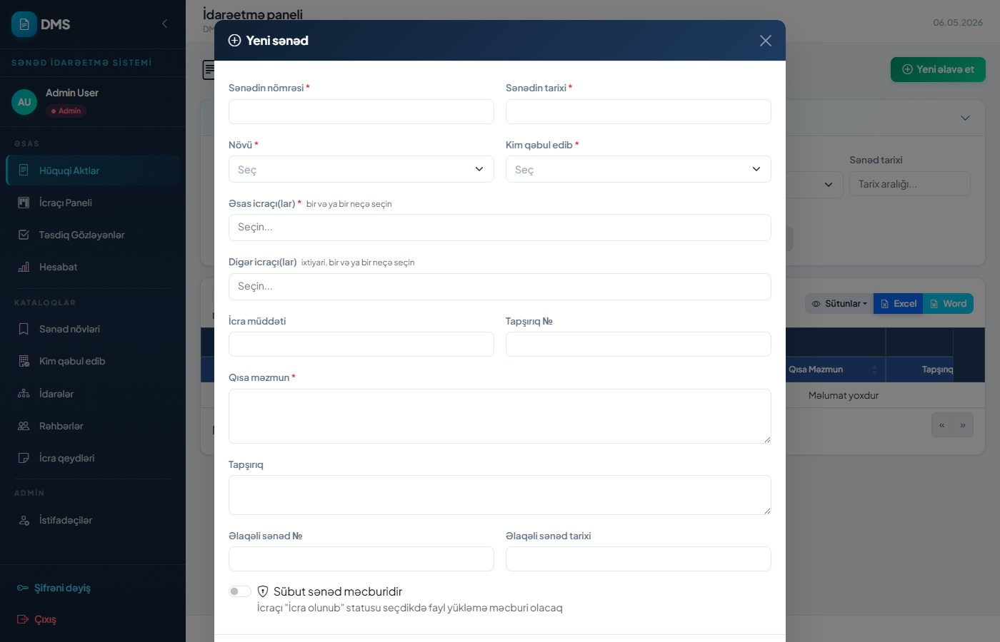 DMS
SƏNƏD İDARƏETMƏ SİSTEMİ
AU
Admin User
Admin
ƏSAS
Hüquqi Aktlar
İcraçı Paneli
Təsdiq Gözləyənlər
Hesabat
KATALOQLAR
Sənəd növləri
Kim qəbul edib
İdarələr
Rəhbərlər
İcra qeydləri
ADMİN
İstifadəçilər
Şifrəni dəyiş
Çıxış
İdarəetmə paneli
06.05.2026
Yeni əlavə et
Yeni sənəd
Sənədin nömrəsi *
Sənədin tarixi *
Növü *
Seç
Kim qəbul edib *
Seç
Əsas icraçı(lar) * bir və ya bir neçə seçin
Seçin...
Digər icraçı(lar) ixtiyari, bir və ya bir neçə seçin
Seçin...
İcra müddəti
Tapşırıq №
Qısa məzmun *
Tapşırıq
Əlaqəli sənəd №
Əlaqəli sənəd tarixi
Sübut sənəd məcburidir
İcraçı "İcra olunub" statusu seçdikdə fayl yükləmə məcburi olacaq
Sənəd tarixi
Tarix aralığı...
Sütunlar
Excel
Word
Qısa Məzmun
Tapşırıq
Məlumat yoxdur
« »